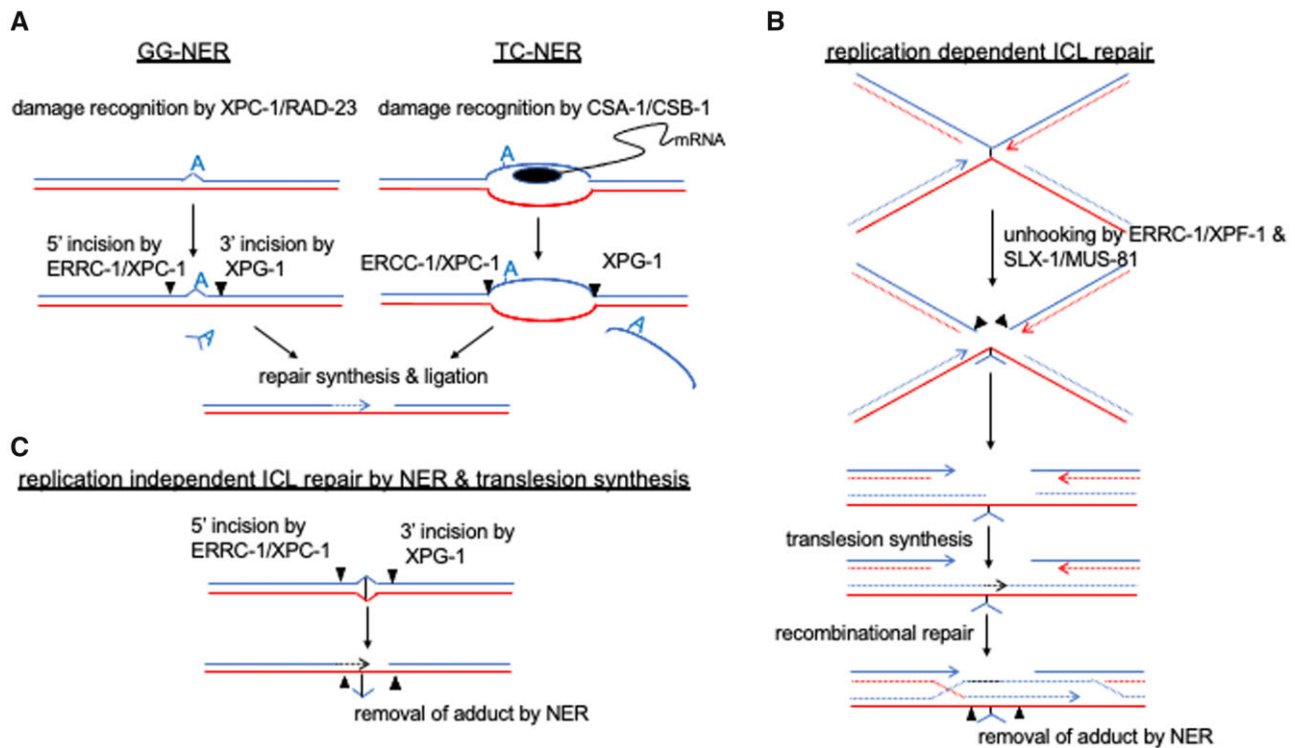 A
GG-NER
damage recognition by XPC-1/RAD-23
A
5' incision by
ERRC-1/XPC-1
3' incision by
XPG-1
A
A
TC-NER
damage recognition by CSA-1/CSB-1
mRNA
A
ERCC-1/XPC-1
A
XPG-1
A
repair synthesis & ligation
B
replication dependent ICL repair
unhooking by ERRC-1/XPF-1 &
SLX-1/MUS-81
translesion synthesis
recombinational repair
removal of adduct by NER
C
replication independent ICL repair by NER & translesion synthesis
5' incision by
ERRC-1/XPC-1
3' incision by
XPG-1
removal of adduct by NER